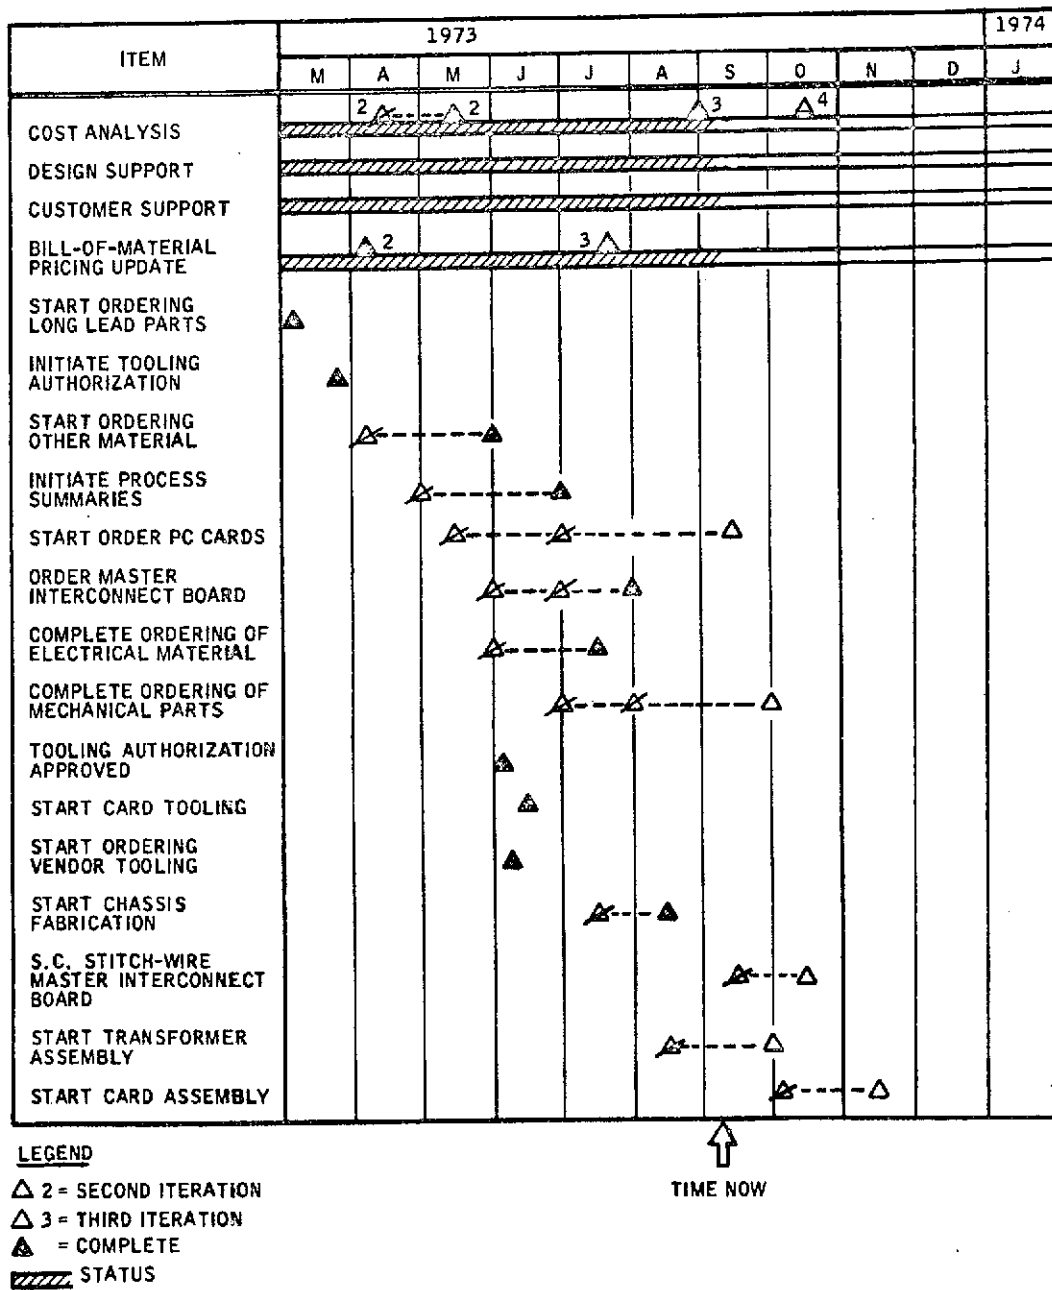 ITEM
1973
1974
M A M J J A S O N D J
2 2 3 4
COST ANALYSIS
DESIGN SUPPORT
CUSTOMER SUPPORT
BILL-OF-MATERIAL
PRICING UPDATE
2 3
START ORDERING
LONG LEAD PARTS
INITIATE TOOLING
AUTHORIZATION
START ORDERING
OTHER MATERIAL
INITIATE PROCESS
SUMMARIES
START ORDER PC CARDS
ORDER MASTER
INTERCONNECT BOARD
COMPLETE ORDERING OF
ELECTRICAL MATERIAL
COMPLETE ORDERING OF
MECHANICAL PARTS
TOOLING AUTHORIZATION
APPROVED
START CARD TOOLING
START ORDERING
VENDOR TOOLING
START CHASSIS
FABRICATION
S.C. STITCH-WIRE
MASTER INTERCONNECT
BOARD
START TRANSFORMER
ASSEMBLY
START CARD ASSEMBLY
LEGEND
2 = SECOND ITERATION
3 = THIRD ITERATION
= COMPLETE
STATUS
TIME NOW